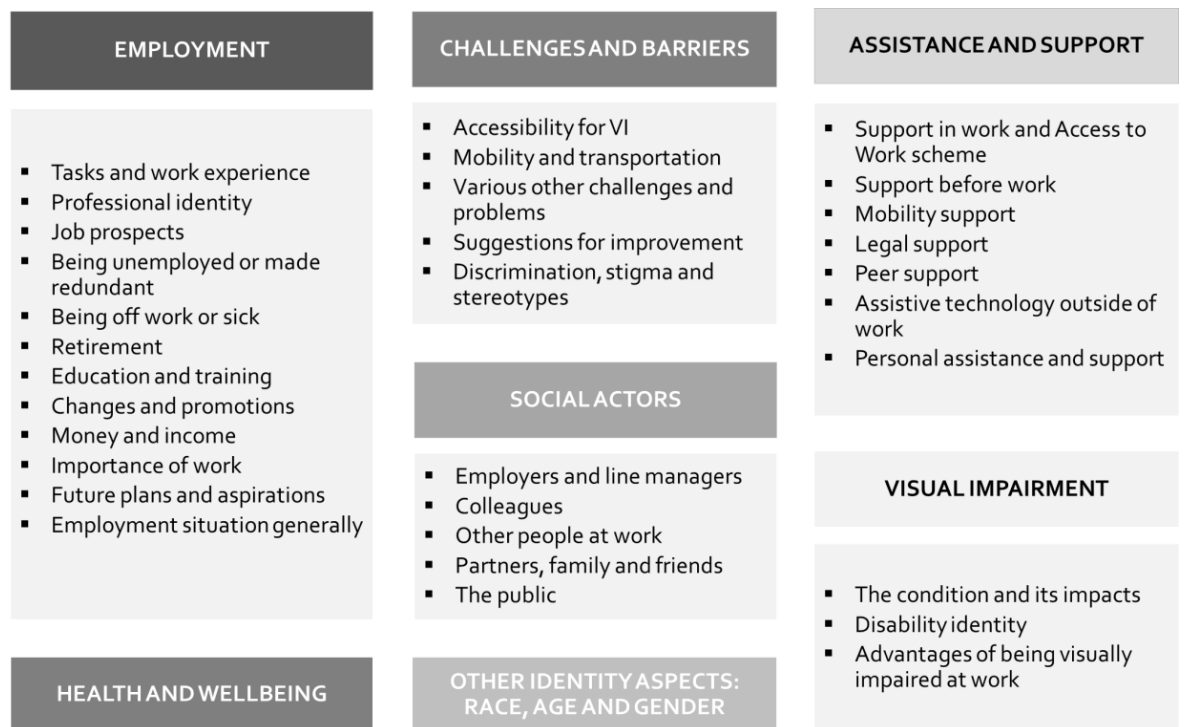 EMPLOYMENT
▪ Tasks and work experience
▪ Professional identity
▪ Job prospects
▪ Being unemployed or made
redundant
▪ Being off work or sick
▪ Retirement
▪ Education and training
▪ Changes and promotions
▪ Money and income
▪ Importance of work
▪ Future plans and aspirations
▪ Employment situation generally
HEALTH AND WELLBEING
CHALLENGES AND BARRIERS
▪ Accessibility for VI
▪ Mobility and transportation
▪ Various other challenges and
problems
▪ Suggestions for improvement
▪ Discrimination, stigma and
stereotypes
SOCIAL ACTORS
▪ Employers and line managers
▪ Colleagues
▪ Other people at work
▪ Partners, family and friends
▪ The public
OTHER IDENTITY ASPECTS:
RACE, AGE AND GENDER
ASSISTANCE AND SUPPORT
▪ Support in work and Access to
Work scheme
▪ Support before work
▪ Mobility support
▪ Legal support
▪ Peer support
▪ Assistive technology outside of
work
▪ Personal assistance and support
VISUAL IMPAIRMENT
▪ The condition and its impacts
▪ Disability identity
▪ Advantages of being visually
impaired at work